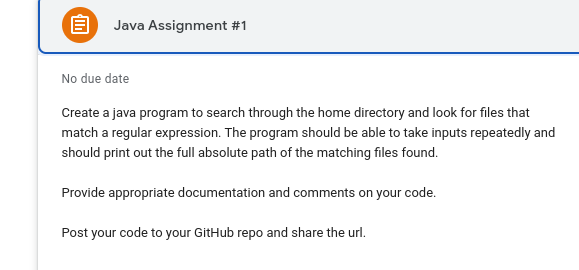 Java Assignment #1
No due date
Create a java program to search through the home directory and look for files that
match a regular expression. The program should be able to take inputs repeatedly and
should print out the full absolute path of the matching files found.
Provide appropriate documentation and comments on your code.
Post your code to your GitHub repo and share the url.